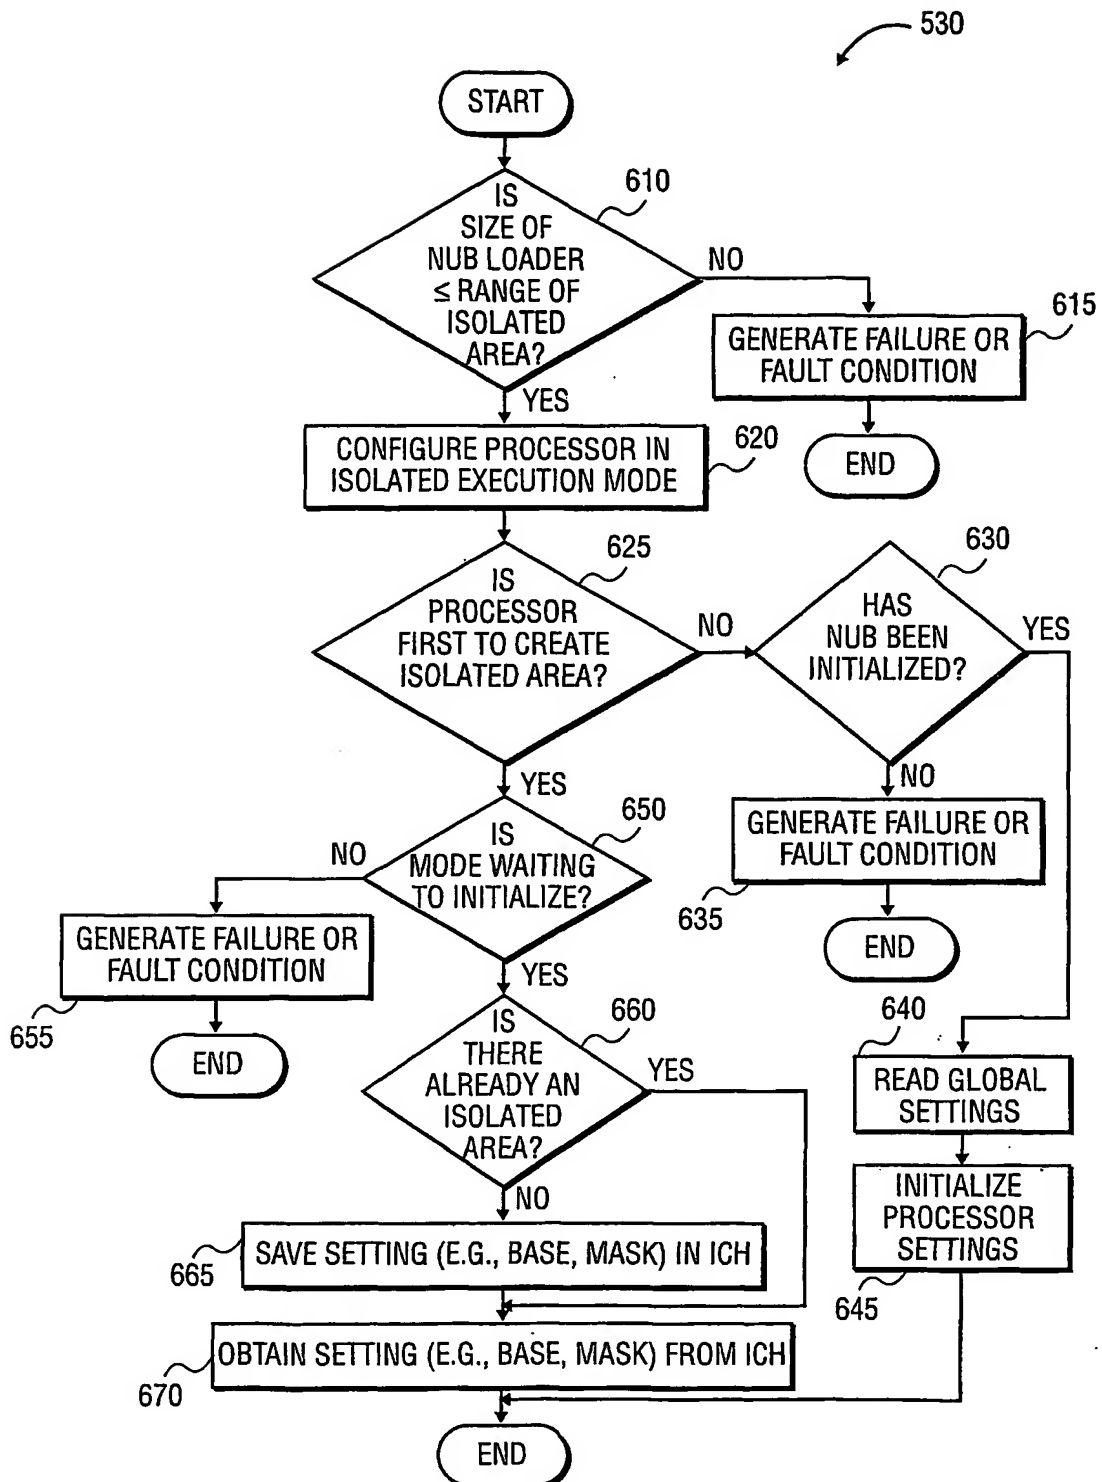 530
START
610
IS
SIZE OF
NUB LOADER
≤ RANGE OF
ISOLATED
AREA?
NO
615
GENERATE FAILURE OR
FAULT CONDITION
END
YES
CONFIGURE PROCESSOR IN
ISOLATED EXECUTION MODE
620
625
IS
PROCESSOR
FIRST TO CREATE
ISOLATED AREA?
NO
630
HAS
NUB BEEN
INITIALIZED?
YES
NO
GENERATE FAILURE OR
FAULT CONDITION
635
END
YES
650
IS
MODE WAITING
TO INITIALIZE?
NO
GENERATE FAILURE OR
FAULT CONDITION
655
END
YES
660
IS
THERE
ALREADY AN
ISOLATED
AREA?
YES
NO
640
READ GLOBAL
SETTINGS
INITIALIZE
PROCESSOR
SETTINGS
645
SAVE SETTING (E.G., BASE, MASK) IN ICH
665
OBTAIN SETTING (E.G., BASE, MASK) FROM ICH
670
END